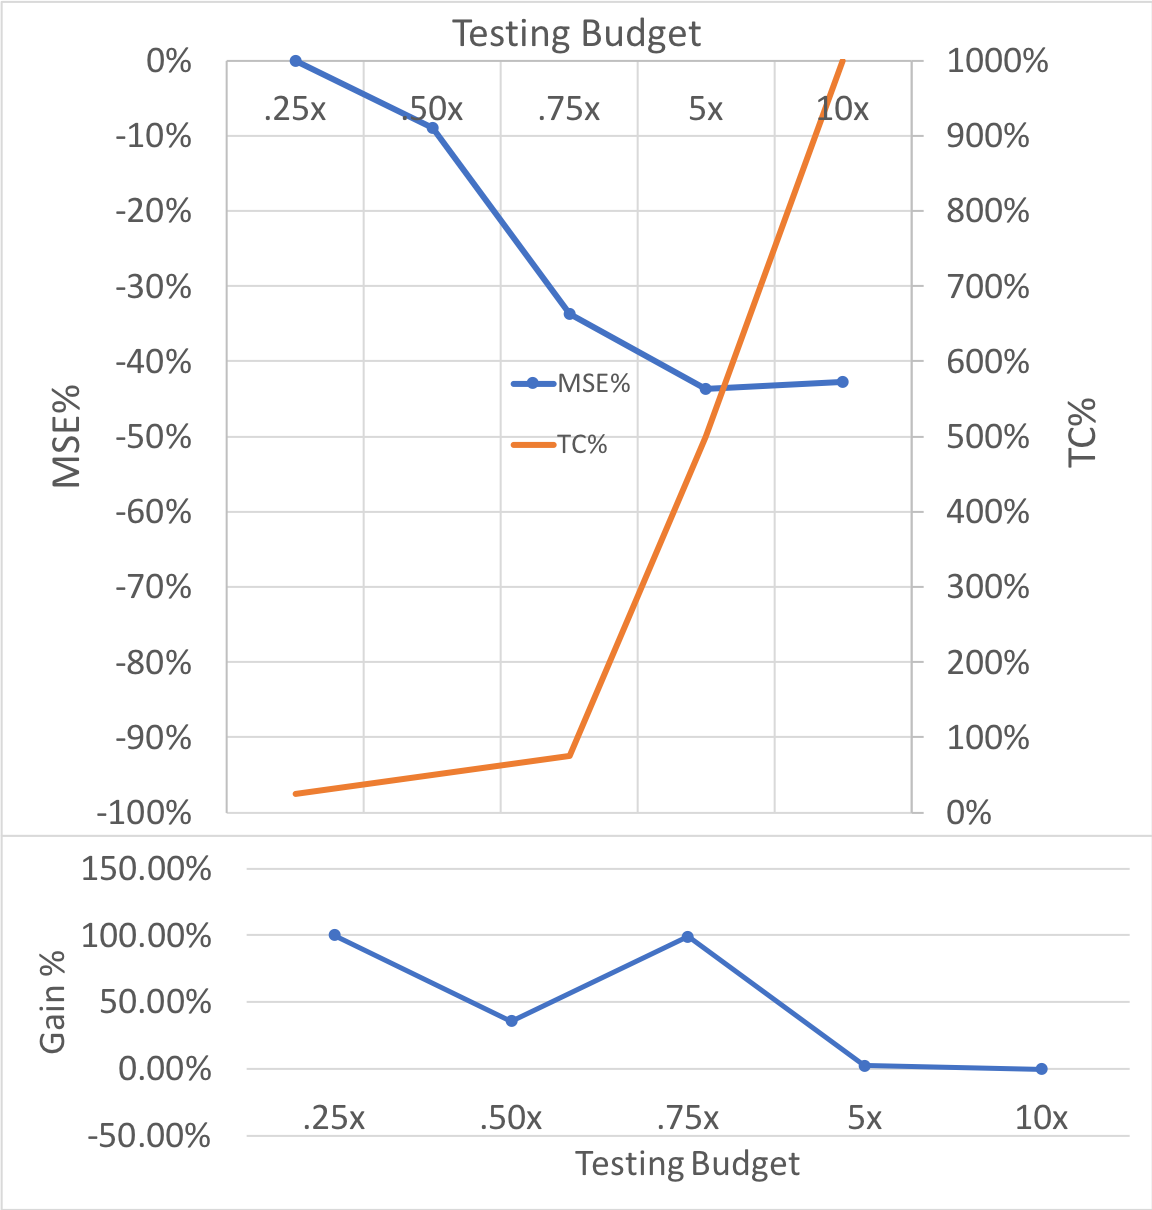 Testing Budget
0% 1000%
.25x .50x .75x 5x 10x
-10% 900%
-20% 800%
-30% 700%
-40% 600%
MSE%
MSE%
TC%
-50% 500%
TC%
-60% 400%
-70% 300%
-80% 200%
-90% 100%
-100% 0%
150.00%
100.00%
Gain %
50.00%
0.00%
.25x .50x .75x 5x 10x
-50.00%
Testing Budget